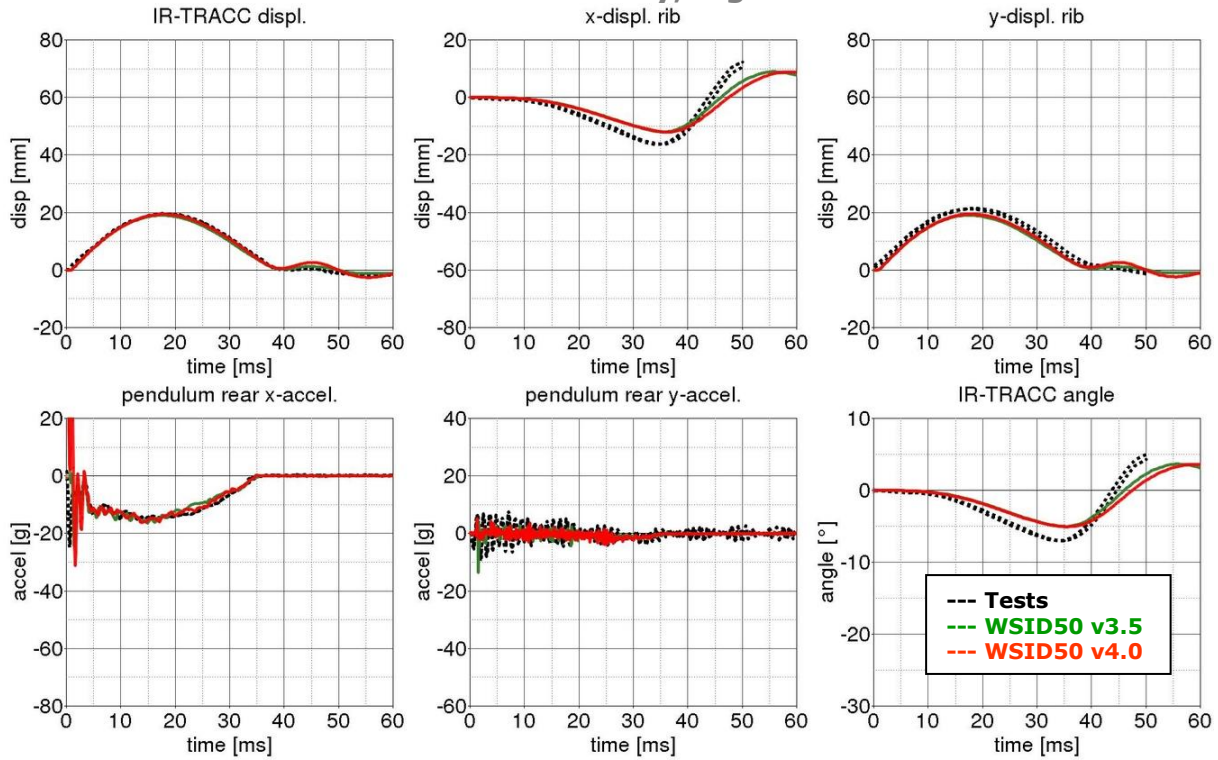 IR-TRACC displ.
x-displ. rib
y-displ. rib
80
60
40
20
0
-20
disp [mm]
0 10 20 30 40 50 60
time [ms]
20
0
-20
-40
-60
-80
disp [mm]
0 10 20 30 40 50 60
time [ms]
80
60
40
20
0
-20
disp [mm]
0 10 20 30 40 50 60
time [ms]
pendulum rear x-accel.
pendulum rear y-accel.
IR-TRACC angle
20
0
-20
-40
-60
-80
accel [g]
0 10 20 30 40 50 60
time [ms]
40
20
0
-20
-40
-60
accel [g]
0 10 20 30 40 50 60
time [ms]
10
0
-10
-20
-30
angle [°]
0 10 20 30 40 50 60
time [ms]
Tests
WSID50 v3.5
WSID50 v4.0